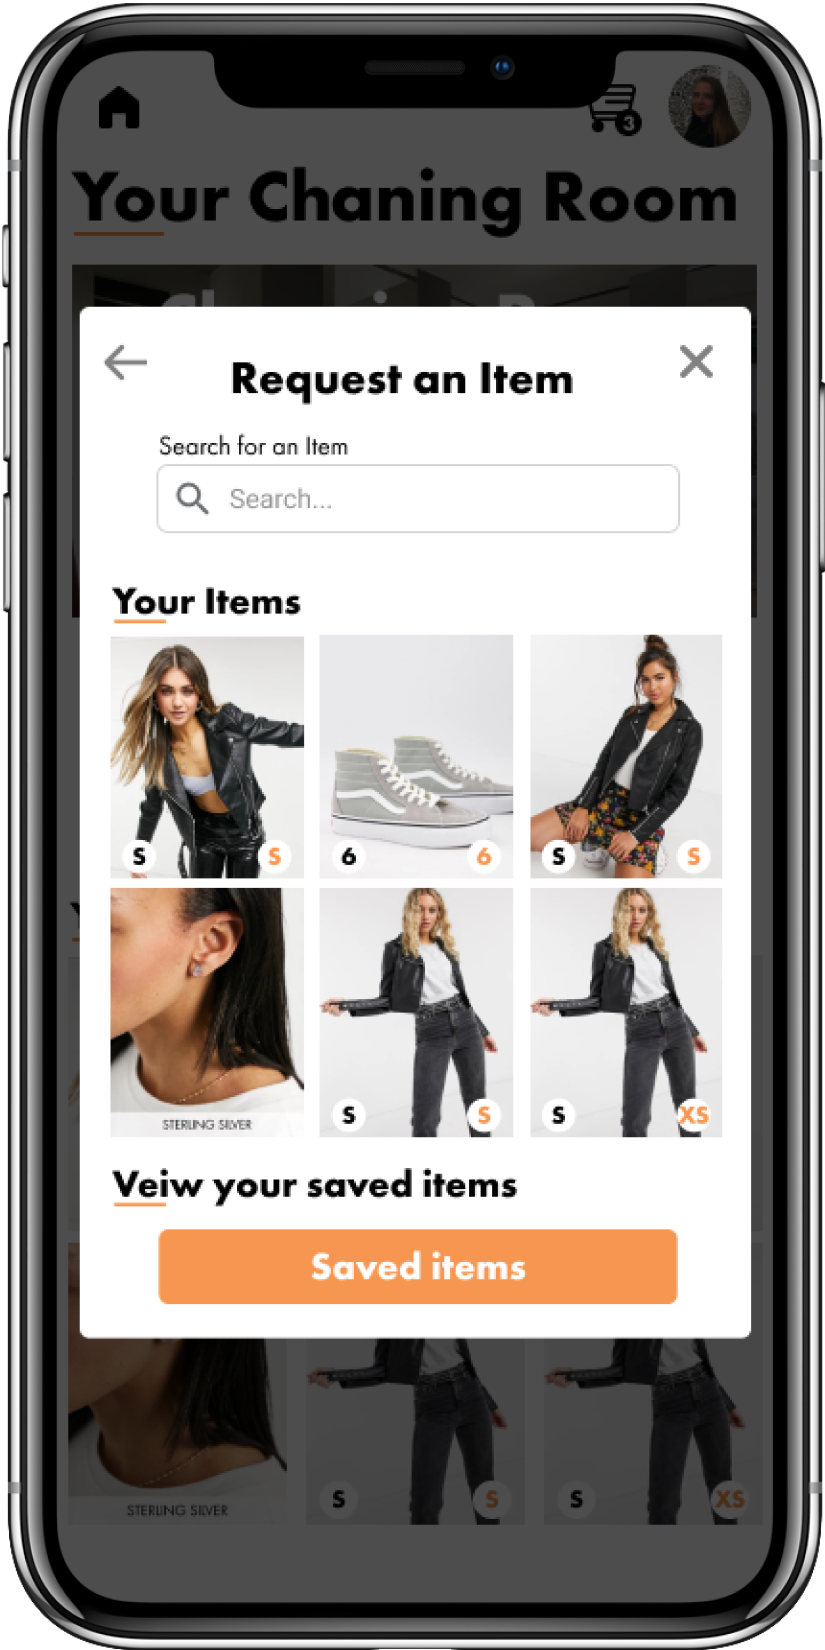 3
Your Chaning Room
Request an Item
Search for an Item
Search...
Your Items
S S
6 6
S S
STERLING SILVER
S S
S XS
Veiw your saved items
Saved items
STERLING SILVER
S S
S XS